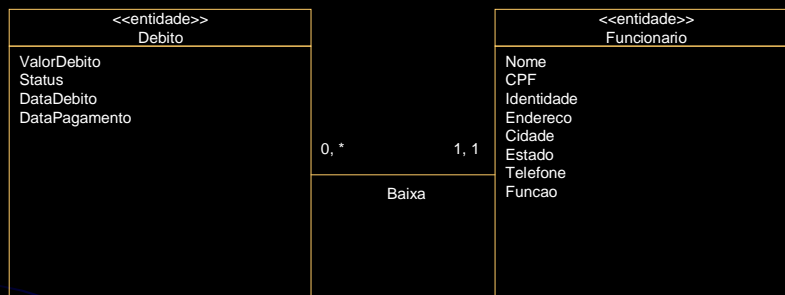 <<entidade>>
Debito
ValorDebito
Status
DataDebito
DataPagamento
0, *
1, 1
Baixa
<<entidade>>
Funcionario
Nome
CPF
Identidade
Endereco
Cidade
Estado
Telefone
Funcao